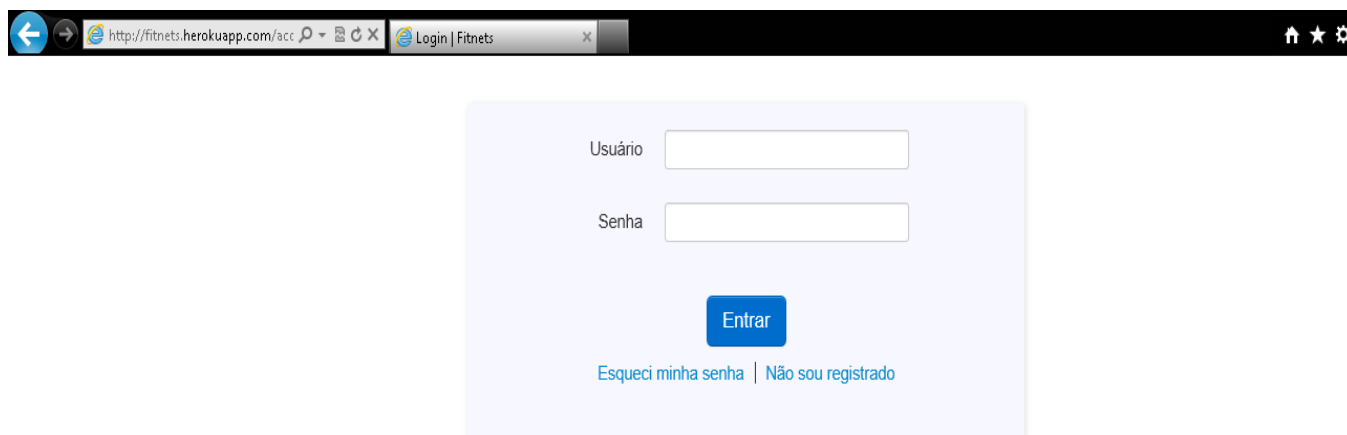 http://fitnets.herokuapp.com/acc
Login | Fitnets
Usuário
Senha
Entrar
Esqueci minha senha | Não sou registrado